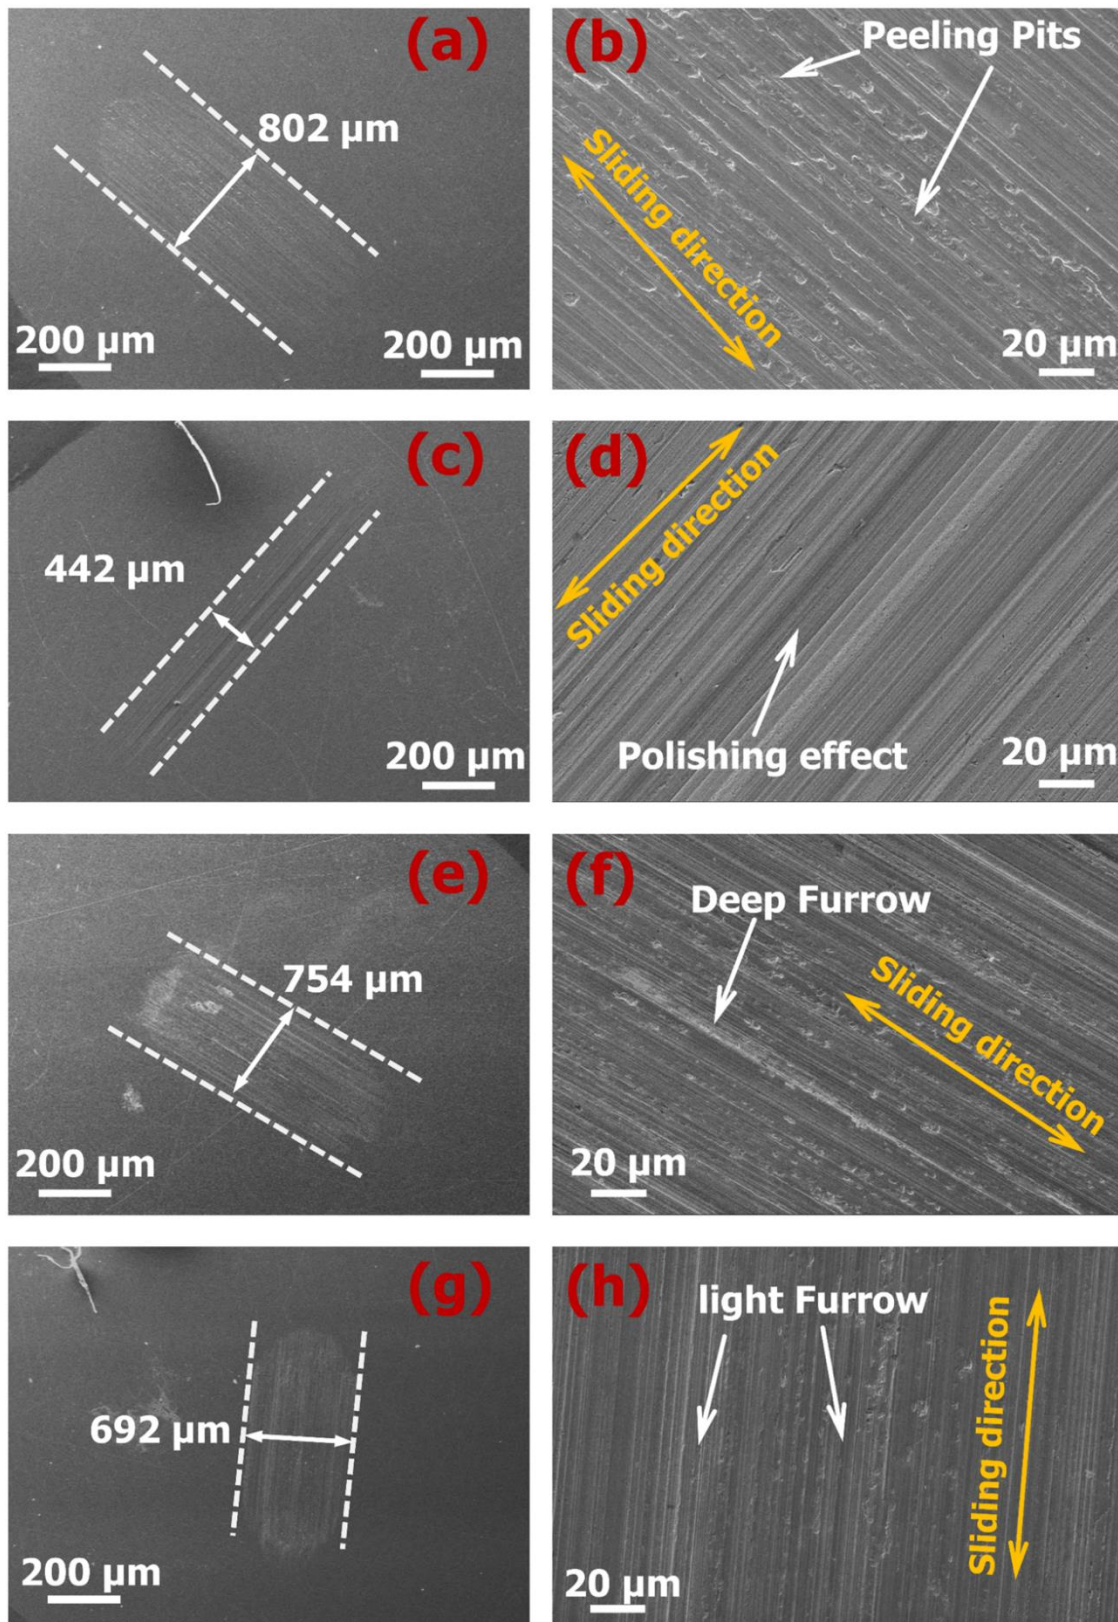 (a)
802 μm
200 μm
200 μm
(b)
Peeling Pits
Sliding direction
20 μm
(c)
442 μm
200 μm
(d)
Sliding direction
Polishing effect
20 μm
(e)
754 μm
200 μm
(f)
Deep Furrow
Sliding direction
20 μm
(g)
692 μm
200 μm
(h)
light Furrow
Sliding direction
20 μm